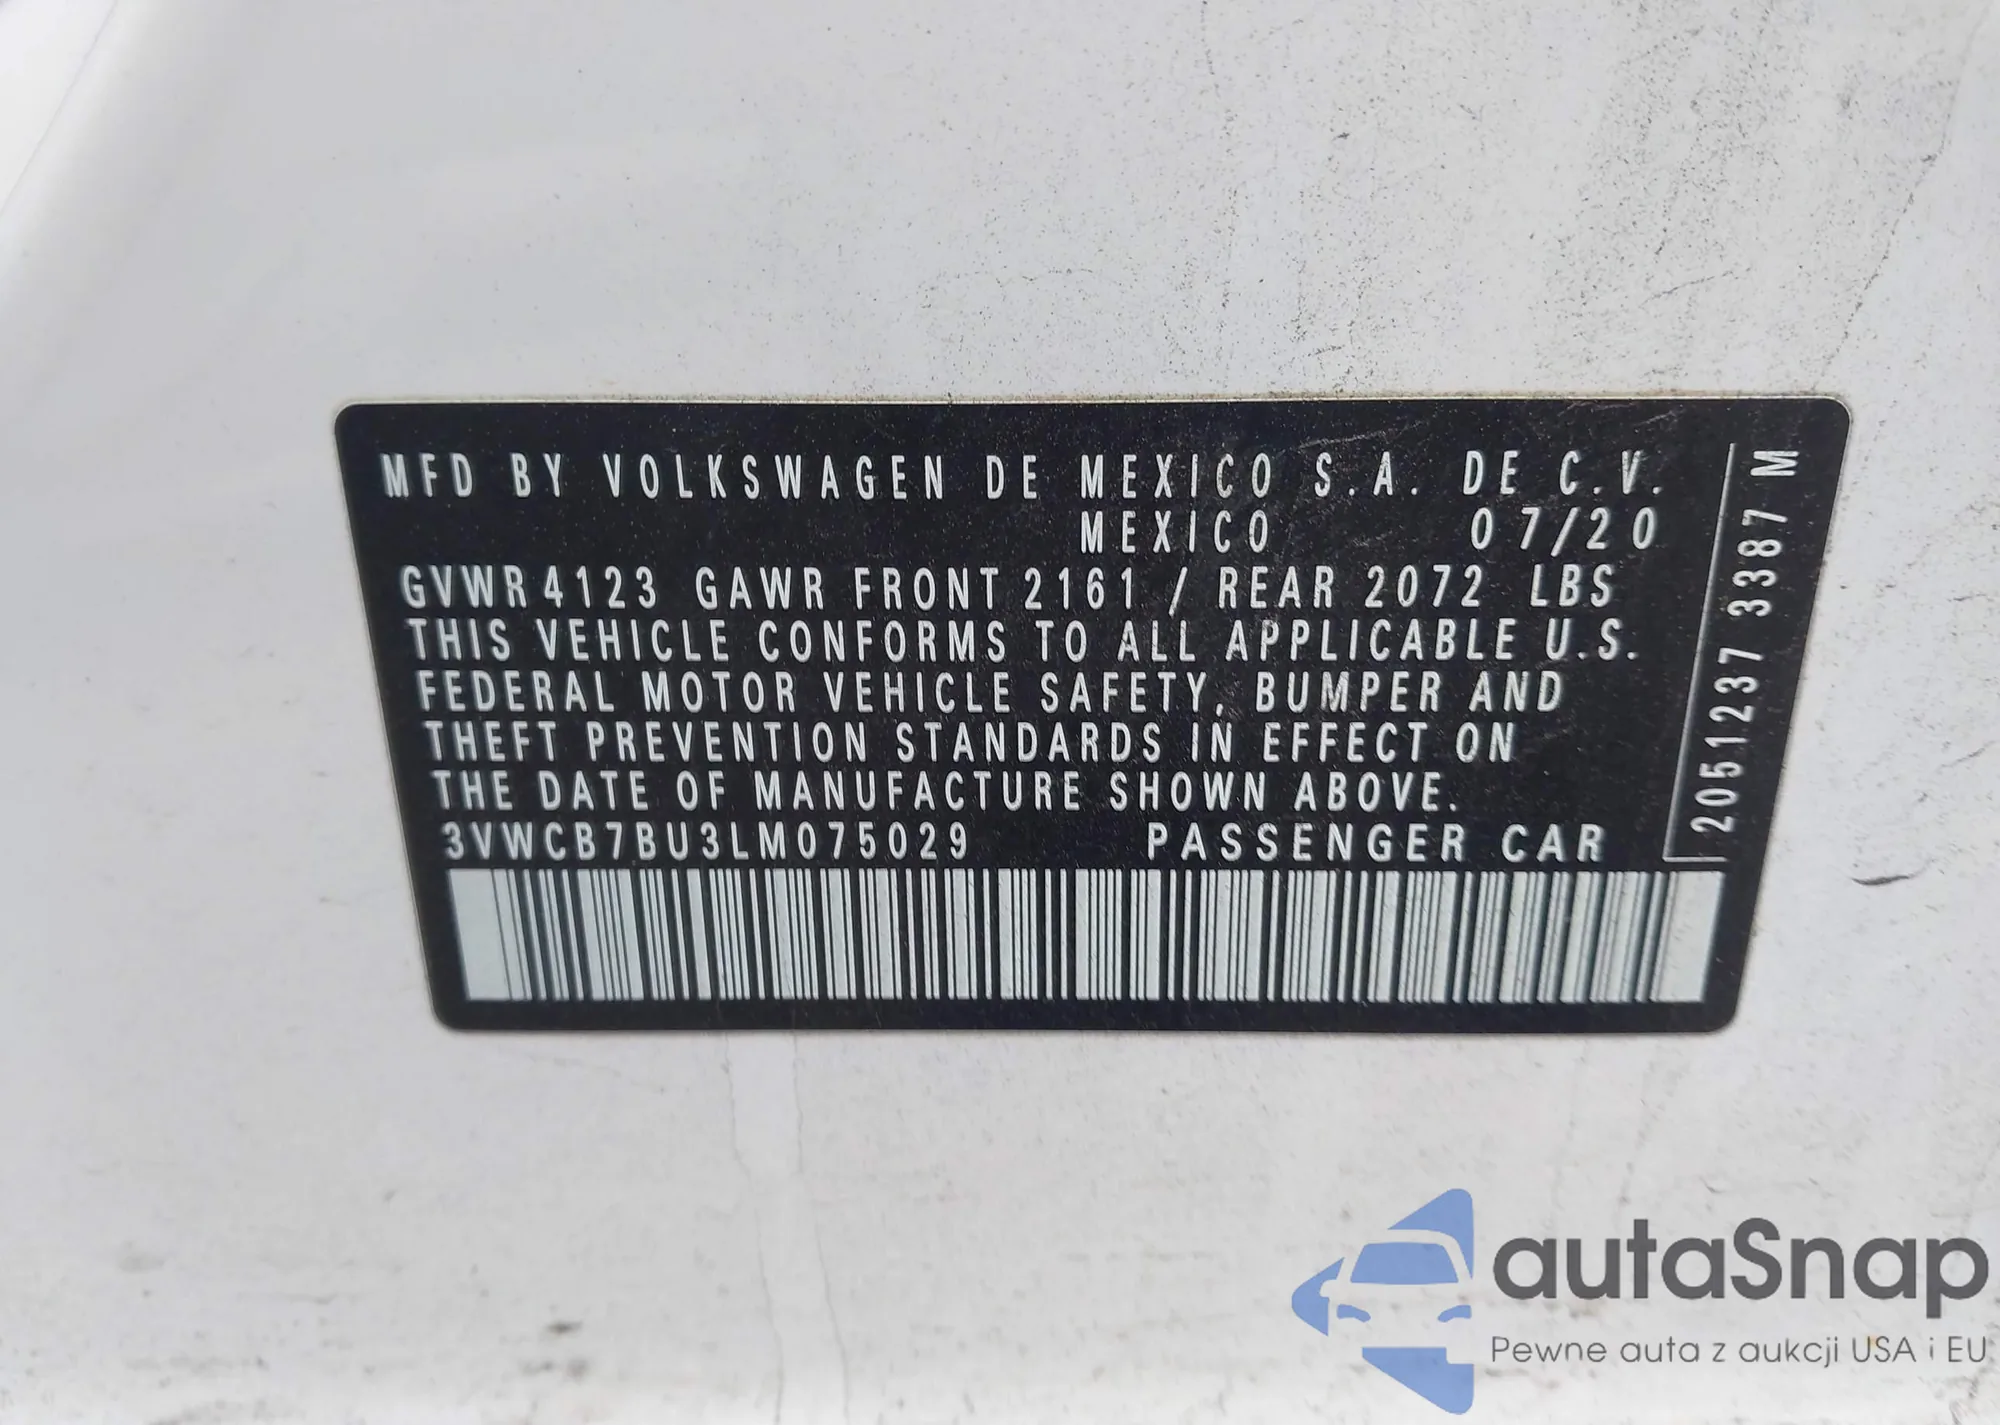 MFD BY VOLKSWAGEN DE MEXICO S.A. DE C.V.
MEXICO 07/20
GVWR 4123 GAWR FRONT 2161 / REAR 2072 LBS
THIS VEHICLE CONFORMS TO ALL APPLICABLE U.S.
FEDERAL MOTOR VEHICLE SAFETY, BUMPER AND
THEFT PREVENTION STANDARDS IN EFFECT ON
THE DATE OF MANUFACTURE SHOWN ABOVE.
3VWCB7BU3LM075029 PASSENGER CAR
2051237 3387 M
autaSnap
Pewne auta z aukcji USA i EU